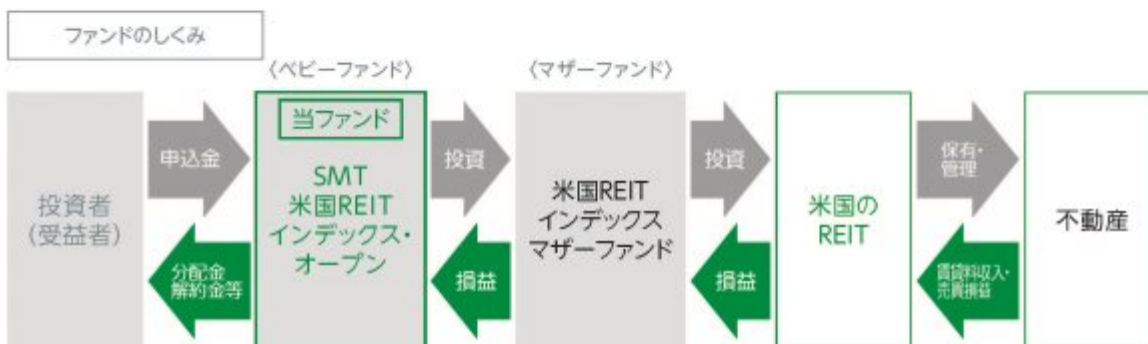 ファンドのしくみ
〈ベビーファンド〉
〈マザーファンド〉
投資者
(受益者)
申込金
分配金
解約金等
当ファンド
SMT
米国REIT
インデックス・
オープン
投資
損益
米国REIT
インデックス
マザーファンド
投資
損益
米国の
REIT
保有・
管理
賃貸料収入・
売買損益
不動産